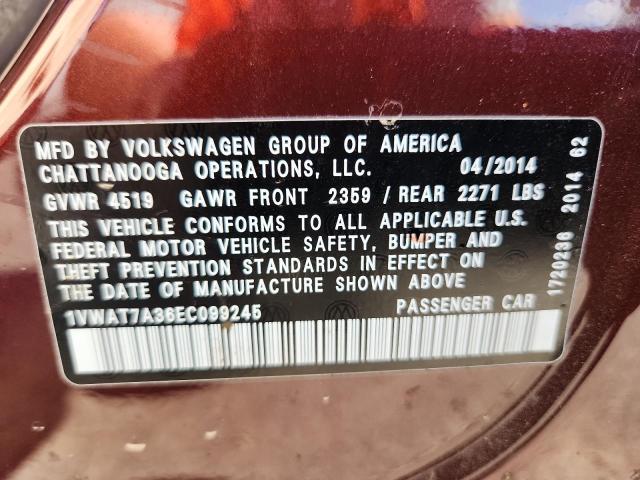 MFD BY VOLKSWAGEN GROUP OF AMERICA
CHATTANOOGA OPERATIONS, LLC. 04/2014
GVWR 4519 GAWR FRONT 2359 / REAR 2271 LBS
THIS VEHICLE CONFORMS TO ALL APPLICABLE U.S.
FEDERAL MOTOR VEHICLE SAFETY, BUMPER AND
THEFT PREVENTION STANDARDS IN EFFECT ON
THE DATE OF MANUFACTURE SHOWN ABOVE
1VWAT7A36EC099245 PASSENGER CAR
1720236 2014 62